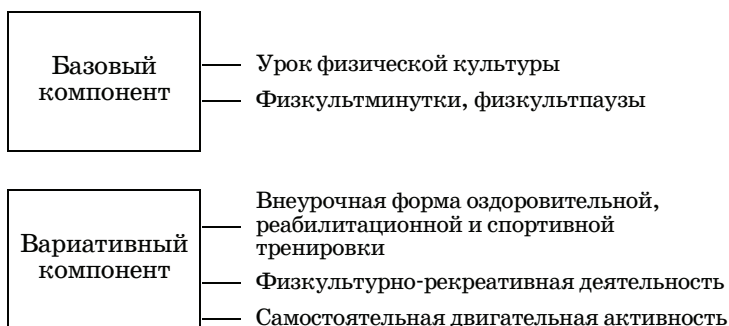 Базовый
компонент
Урок физической культуры
Физкультминутки, физкультпаузы
Вариативный
компонент
Внеурочная форма оздоровительной,
реабилитационной и спортивной
тренировки
Физкультурно-рекреативная деятельность
Самостоятельная двигательная активность